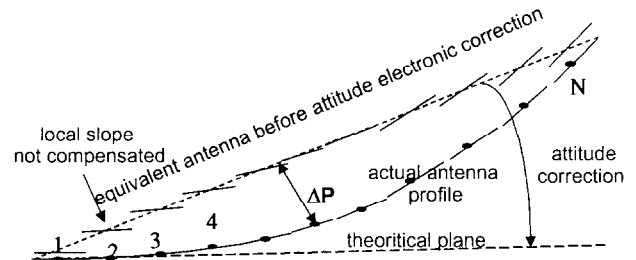 equivalent antenna before attitude electronic correction
local slope
not compensated
N
attitude
correction
actual antenna
profile
ΔP
1
2
3
4
theoritical plane